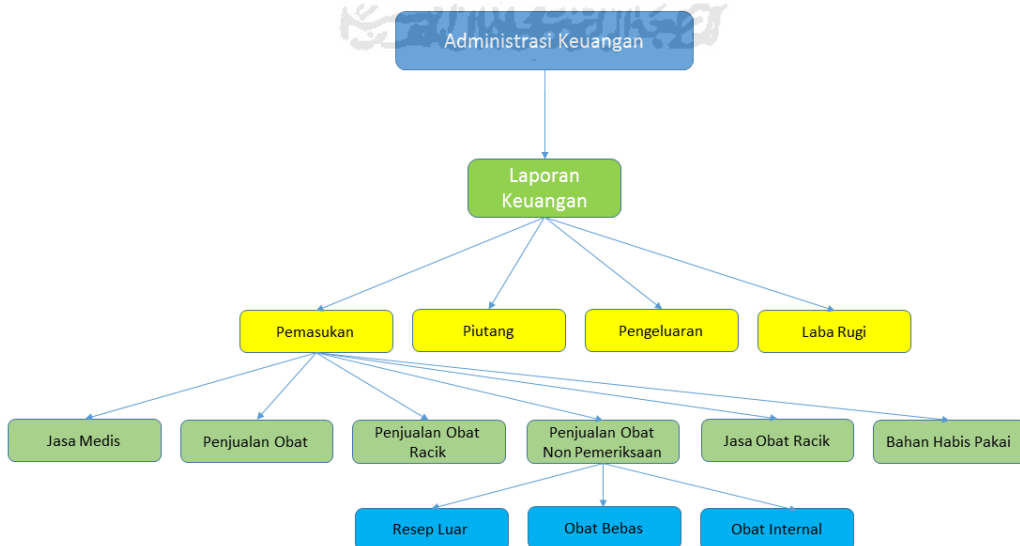 Administrasi Keuangan
Laporan
Keuangan
Pemasukan
Piutang
Pengeluaran
Laba Rugi
Jasa Medis
Penjualan Obat
Penjualan Obat
Racik
Penjualan Obat
Non Pemeriksaan
Jasa Obat Racik
Bahan Habis Pakai
Resep Luar
Obat Bebas
Obat Internal